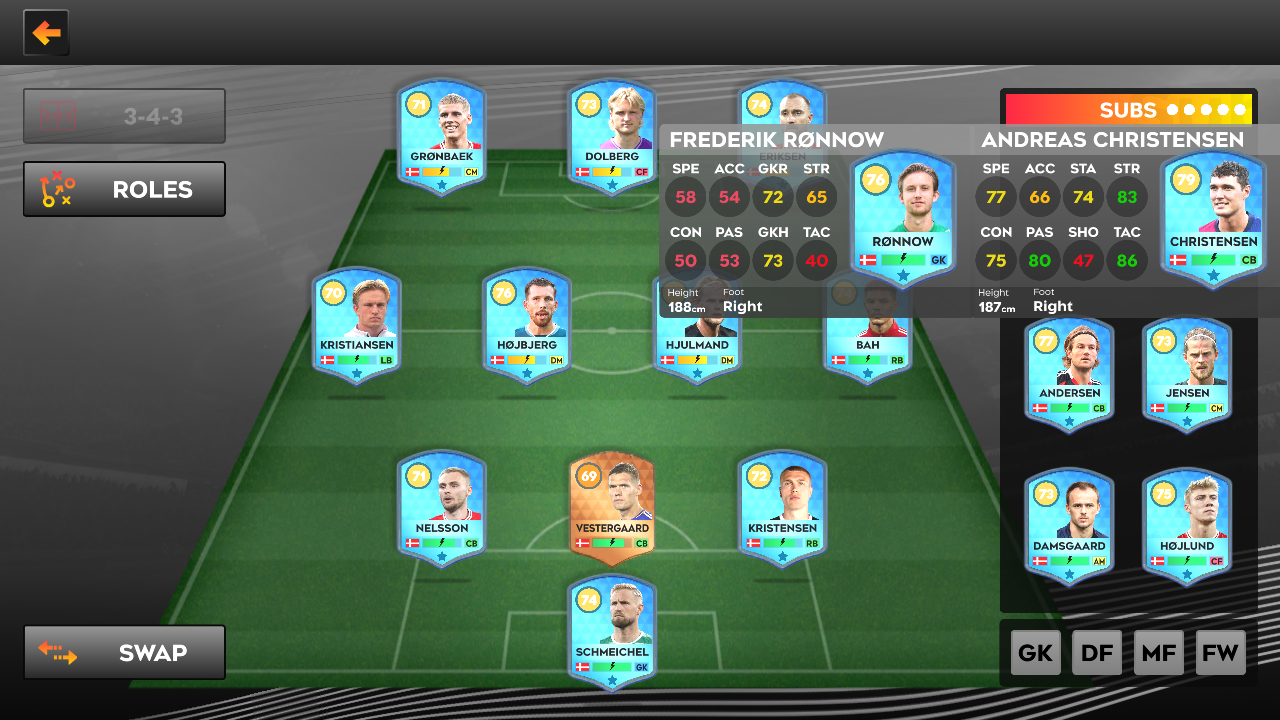 3-4-3
ROLES
SWAP
71
GRØNBAEK
CM
73
DOLBERG
CF
74
ERIKSEN
SUBS
FREDERIK RØNNOW
SPE ACC GKR STR
58 54 72 65
CON PAS GKH TAC
50 53 73 40
Height Foot
188cm Right
76
RØNNOW
GK
ANDREAS CHRISTENSEN
SPE ACC STA STR
77 66 74 83
CON PAS SHO TAC
75 80 47 86
Height Foot
187cm Right
79
CHRISTENSEN
CB
70
KRISTIANSEN
LB
76
HØJBJERG
DM
HJULMAND
DM
BAH
RB
77
ANDERSEN
CB
73
JENSEN
CM
71
NELSSON
CB
69
VESTERGAARD
CB
72
KRISTENSEN
RB
73
DAMSGAARD
AM
75
HØJLUND
CF
74
SCHMEICHEL
GK
GK DF MF FW